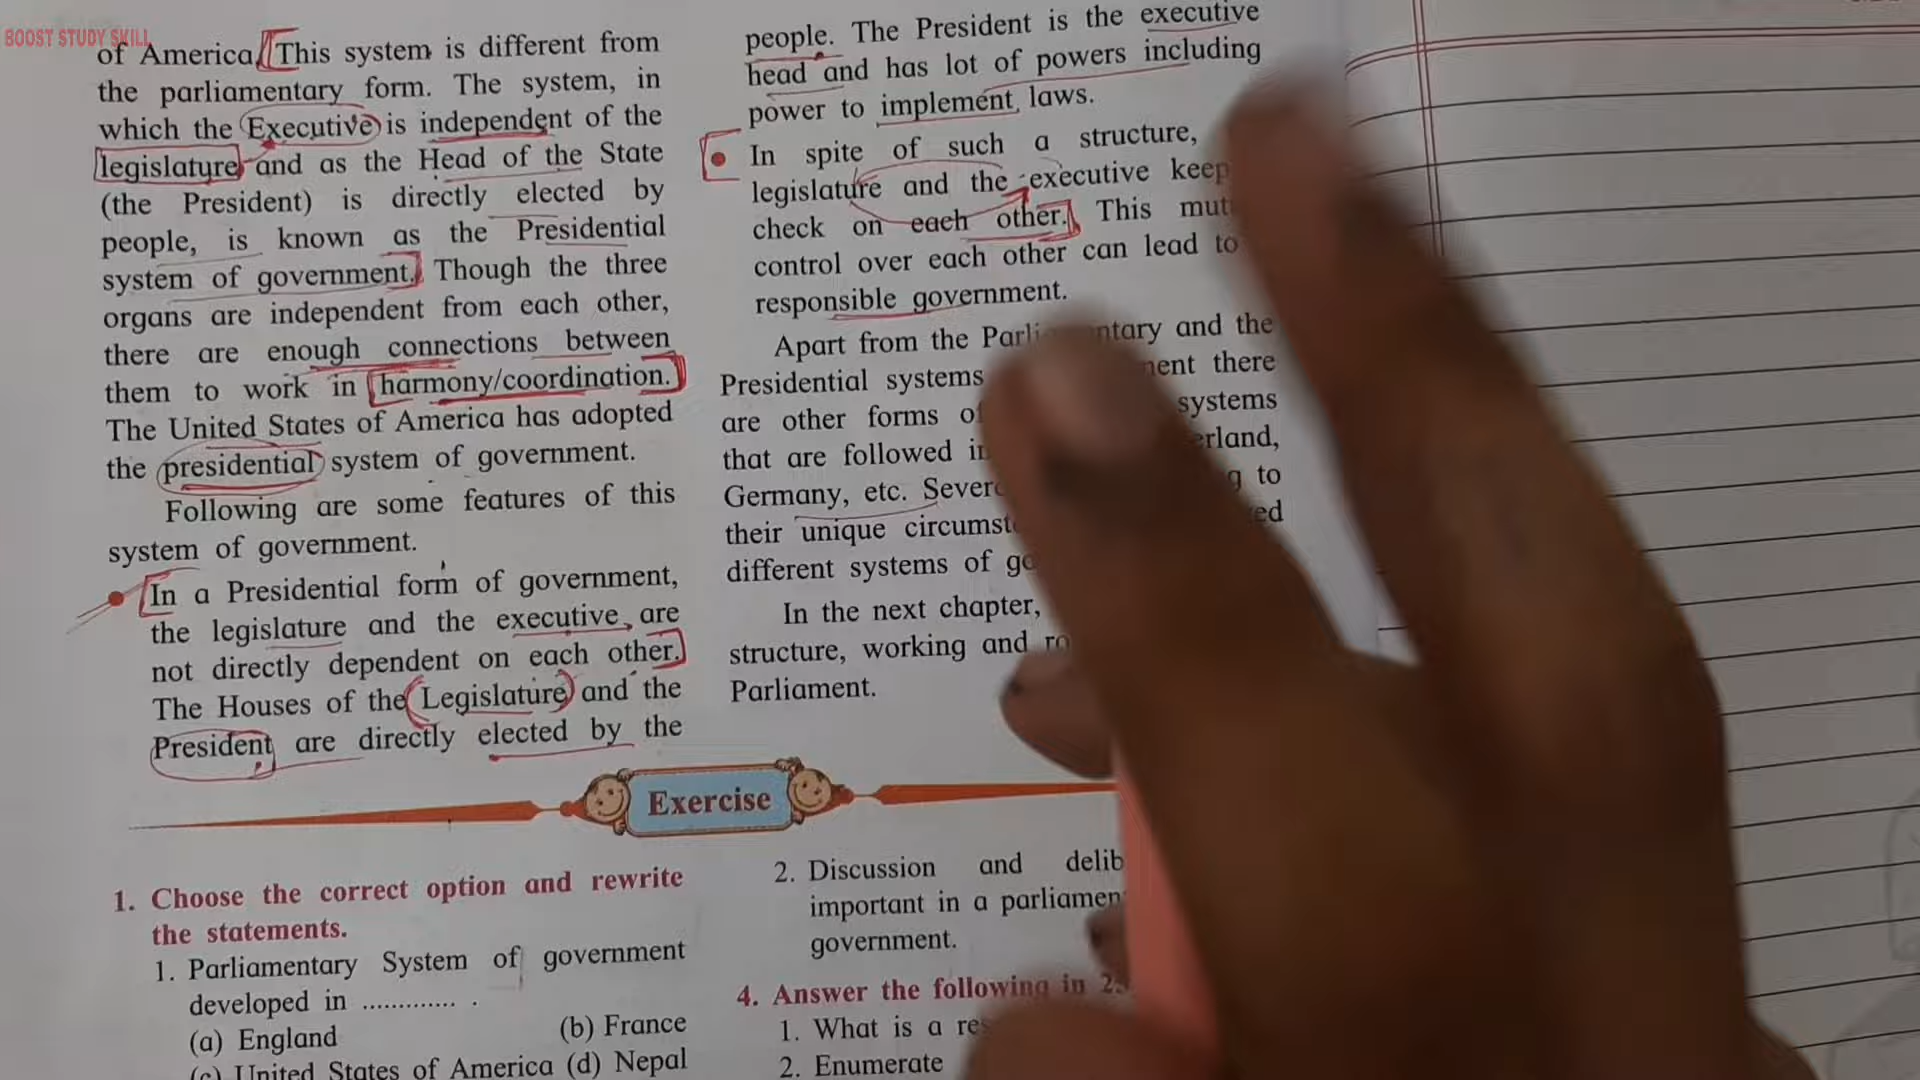 BOOST STUDY SKILL
of America. This system is different from
the parliamentary form. The system, in
which the Executive is independent of the
legislature and as the Head of the State
(the President) is directly elected by
people, is known as the Presidential
system of government. Though the three
organs are independent from each other,
there are enough connections between
them to work in harmony/coordination.
The United States of America has adopted
the presidential system of government.
Following are some features of this
system of government.
In a Presidential form of government,
the legislature and the executive are
not directly dependent on each other.
The Houses of the Legislature and the
President are directly elected by the
people. The President is the executive
head and has lot of powers including
power to implement laws.
In spite of such a structure,
legislature and the executive keep
check on each other. This
control over each other can lead to
responsible government.
Apart from the and the
Presidential systems there
are other forms systems
that are followed
Germany, etc. to
their unique
different systems of
In the next chapter,
structure, working and
Parliament.
Exercise
1. Choose the correct option and rewrite
the statements.
1. Parliamentary System of government
developed in ............. .
(a) England (b) France
(c) United States of America (d) Nepal
2. Discussion and
important in a
government.
4. Answer the following in
1. What is a
2. Enumerate